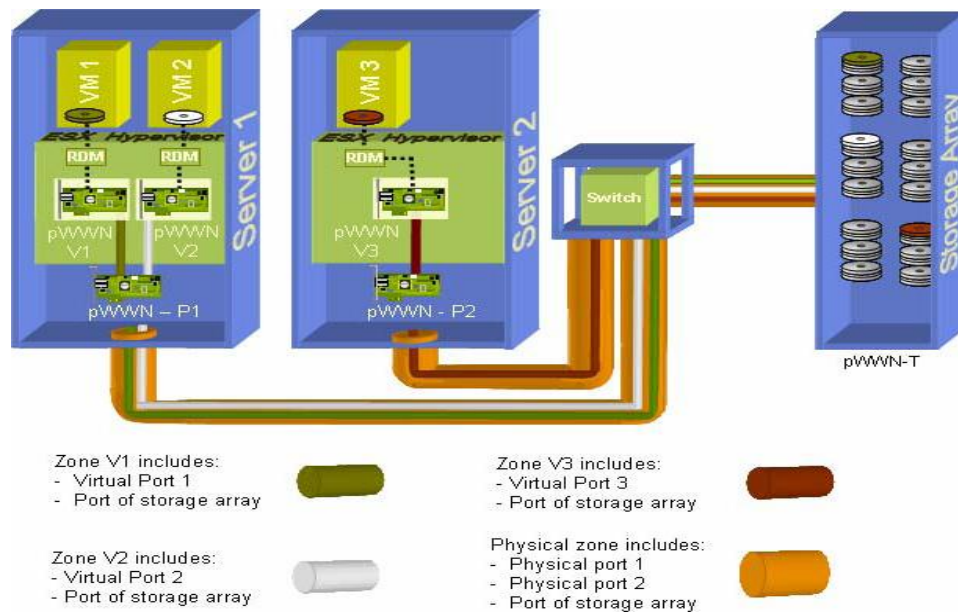 VM 1
VM 2
ESX Hypervisor
RDM
RDM
pWWN
V1
pWWN
V2
pWWN – P1
Server 1
VM 3
ESX Hypervisor
RDM
pWWN
V3
pWWN - P2
Server 2
Switch
Storage Array
pWWN-T
Zone V1 includes:
- Virtual Port 1
- Port of storage array
Zone V3 includes:
- Virtual Port 3
- Port of storage array
Zone V2 includes:
- Virtual Port 2
- Port of storage array
Physical zone includes:
- Physical port 1
- Physical port 2
- Port of storage array